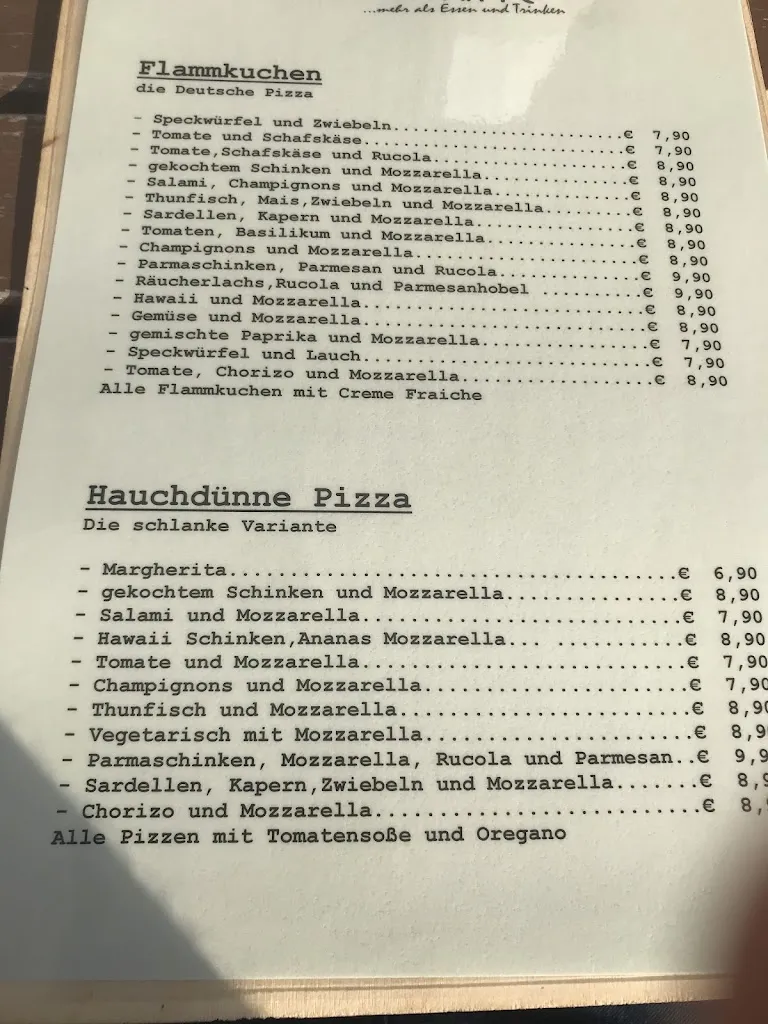 ...mehr als Essen und Trinken
Flammkuchen
die Deutsche Pizza
- Speckwürfel und Zwiebeln............................€ 7,90
- Tomate und Schafskäse...............................€ 7,90
- Tomate,Schafskäse und Rucola........................€ 8,90
- gekochtem Schinken und Mozzarella...................€ 8,90
- Salami, Champignons und Mozzarella..................€ 8,90
- Thunfisch, Mais,Zwiebeln und Mozzarella.............€ 8,90
- Sardellen, Kapern und Mozzarella....................€ 8,90
- Tomaten, Basilikum und Mozzarella...................€ 8,90
- Champignons und Mozzarella..........................€ 8,90
- Parmaschinken, Parmesan und Rucola..................€ 9,90
- Räucherlachs,Rucola und Parmesanhobel ..........€ 9,90
- Hawaii und Mozzarella...............................€ 8,90
- Gemüse und Mozzarella...............................€ 8,90
- gemischte Paprika und Mozzarella....................€ 7,90
- Speckwürfel und Lauch...............................€ 7,90
- Tomate, Chorizo und Mozzarella......................€ 8,90
Alle Flammkuchen mit Creme Fraiche
Hauchdünne Pizza
Die schlanke Variante
- Margherita.....................................€ 6,90
- gekochtem Schinken und Mozzarella..............€ 8,90
- Salami und Mozzarella..........................€ 7,90
- Hawaii Schinken,Ananas Mozzarella... ...........€ 8,90
- Tomate und Mozzarella..........................€ 7,90
- Champignons und Mozzarella.....................€ 7,90
- Thunfisch und Mozzarella.......................€ 8,90
- Vegetarisch mit Mozzarella.....................€ 8,9
- Parmaschinken, Mozzarella, Rucola und Parmesan..€ 9,9
- Sardellen, Kapern,Zwiebeln und Mozzarella.......€ 8,9
- Chorizo und Mozzarella.........................€ 8,
Alle Pizzen mit Tomatensoße und Oregano